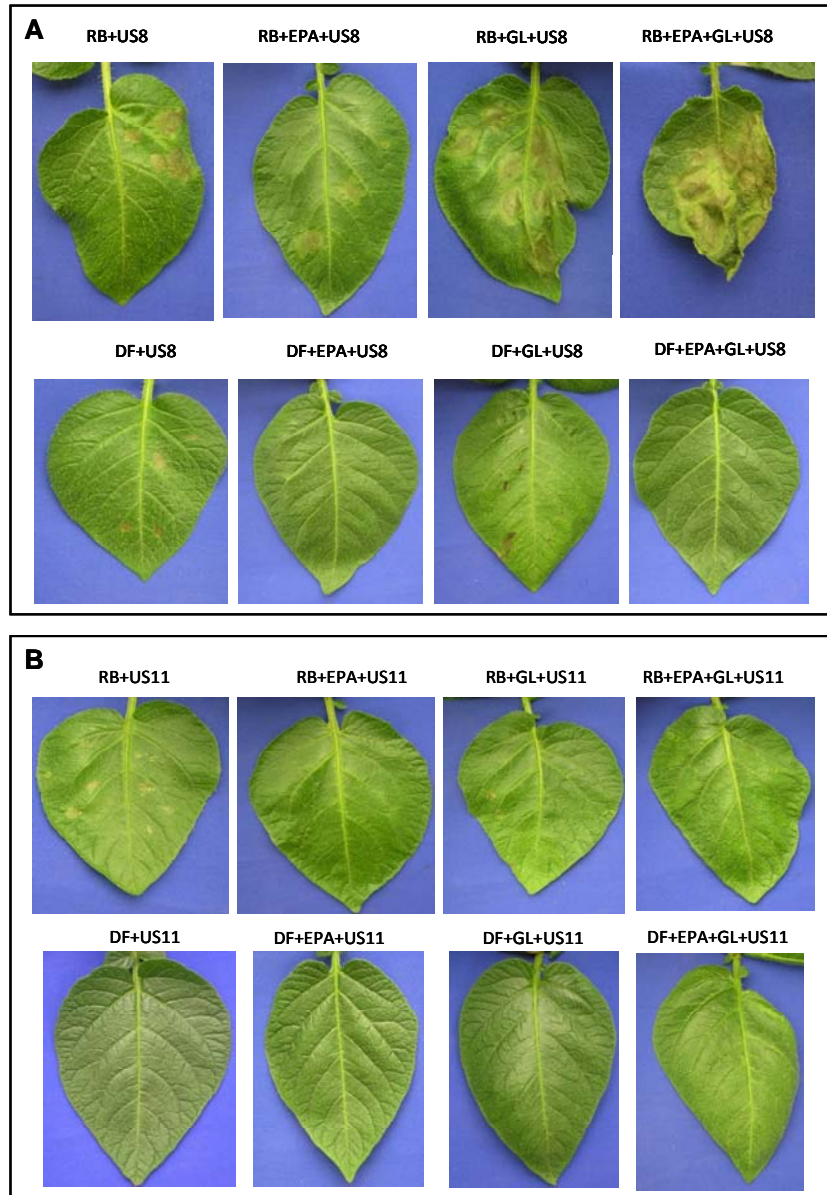 A
RB+US8 RB+EPA+US8 RB+GL+US8 RB+EPA+GL+US8
DF+US8 DF+EPA+US8 DF+GL+US8 DF+EPA+GL+US8
B
RB+US11 RB+EPA+US11 RB+GL+US11 RB+EPA+GL+US11
DF+US11 DF+EPA+US11 DF+GL+US11 DF+EPA+GL+US11